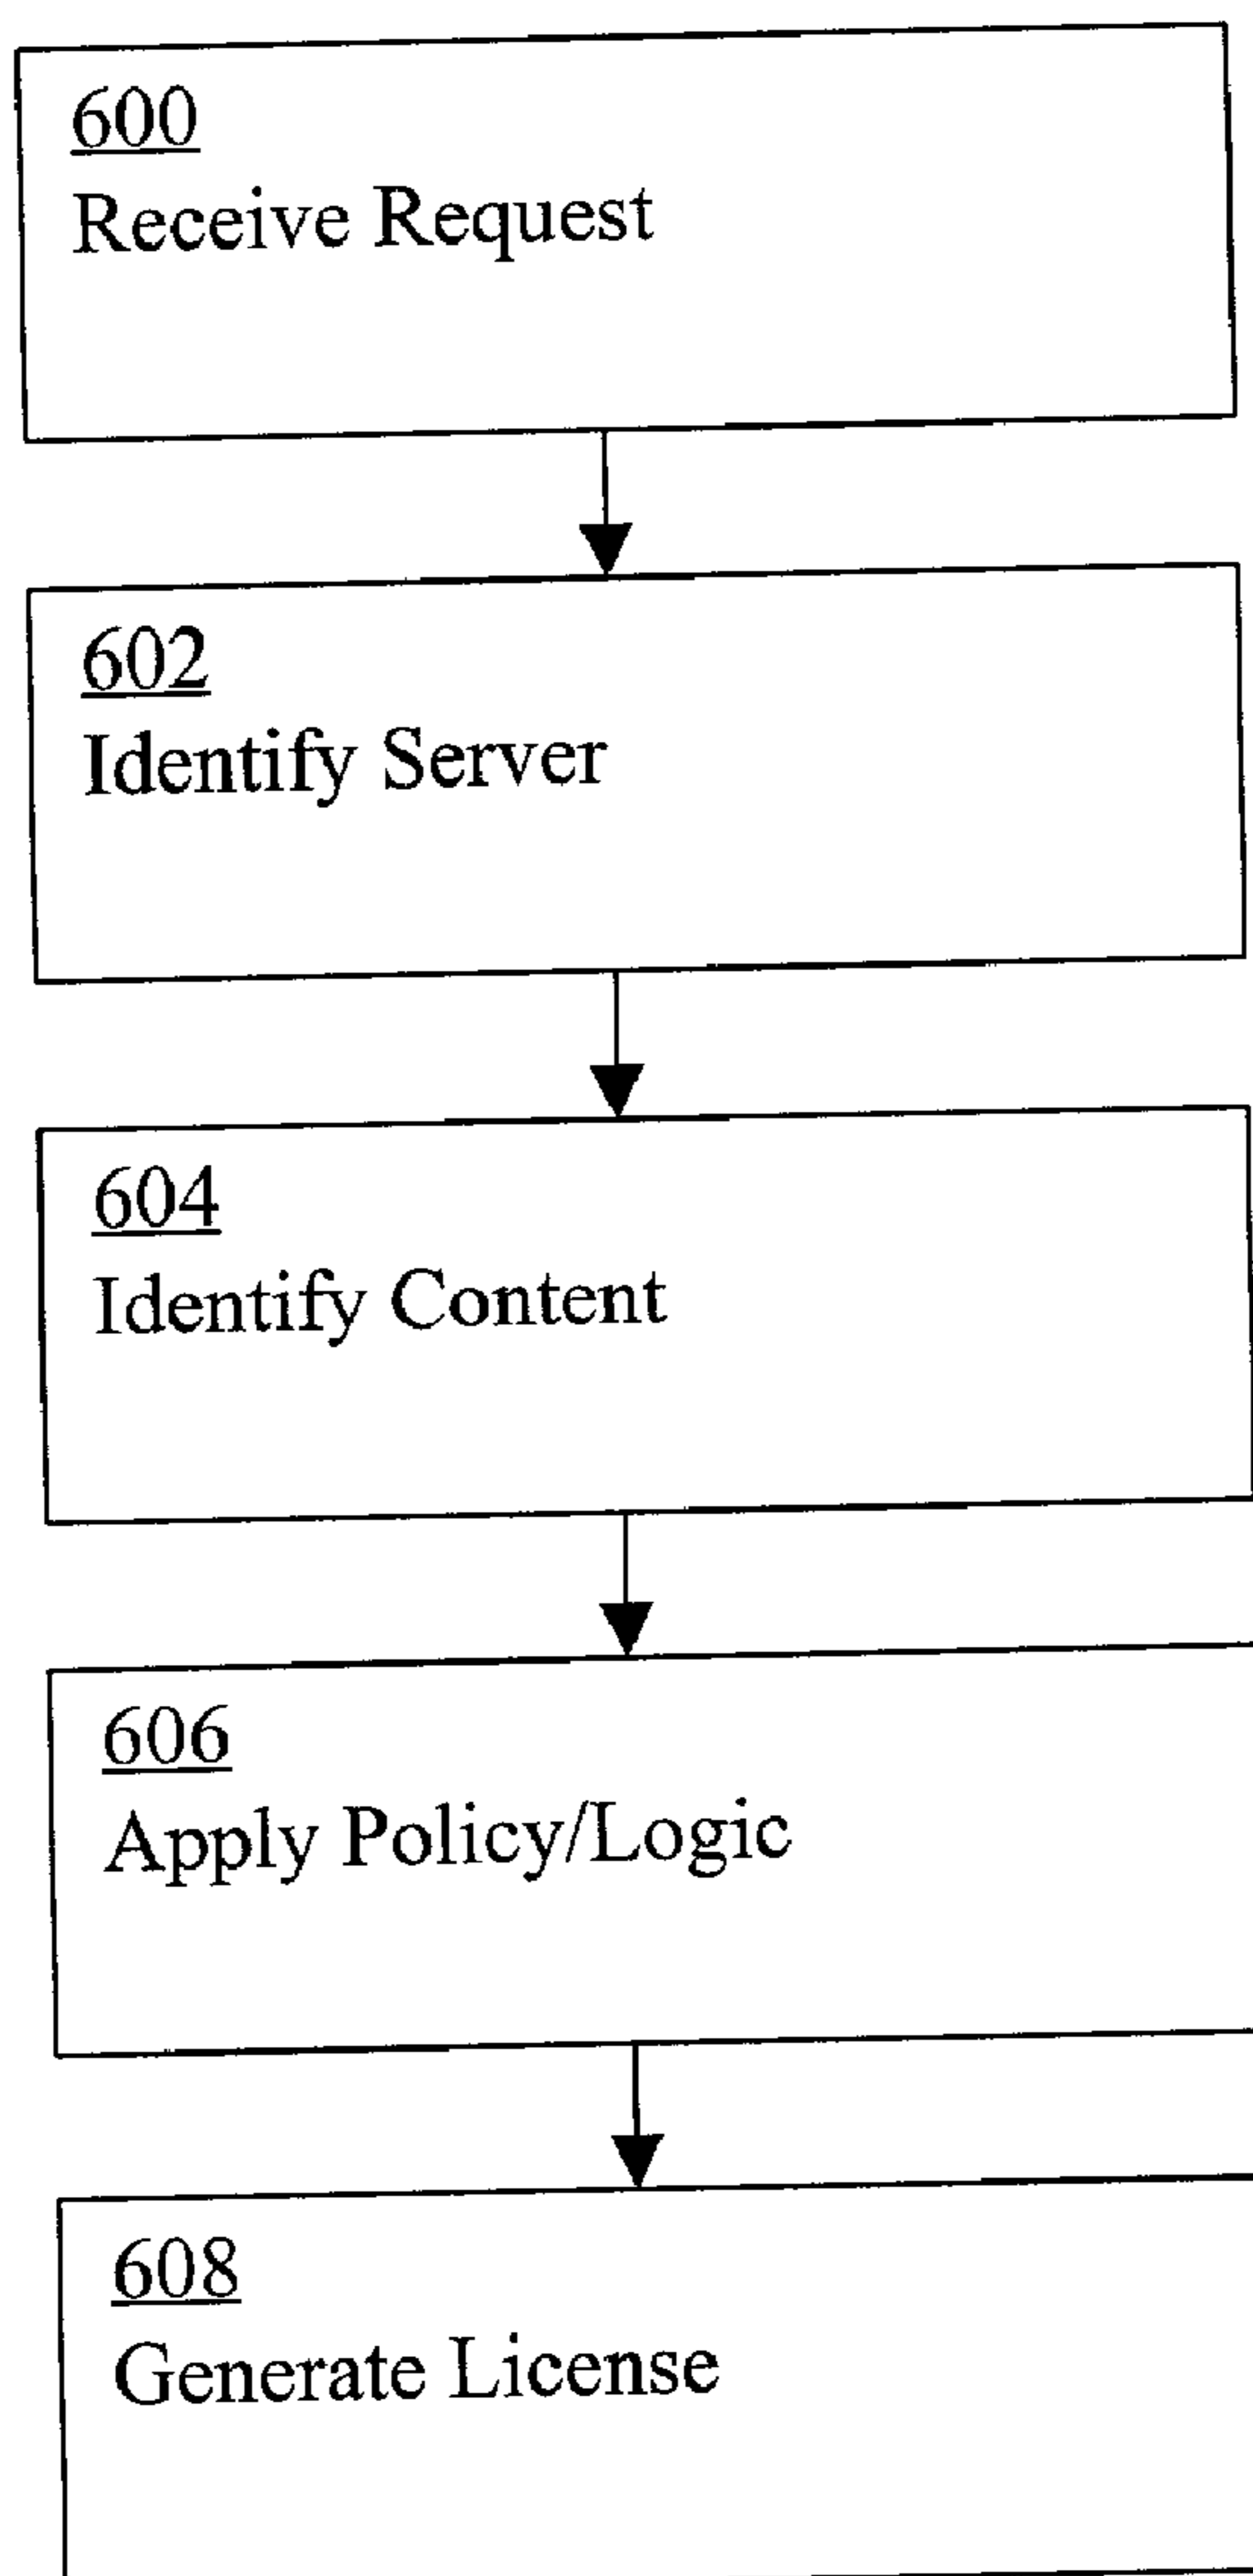 600
Receive Request
602
Identify Server
604
Identify Content
606
Apply Policy/Logic
608
Generate License